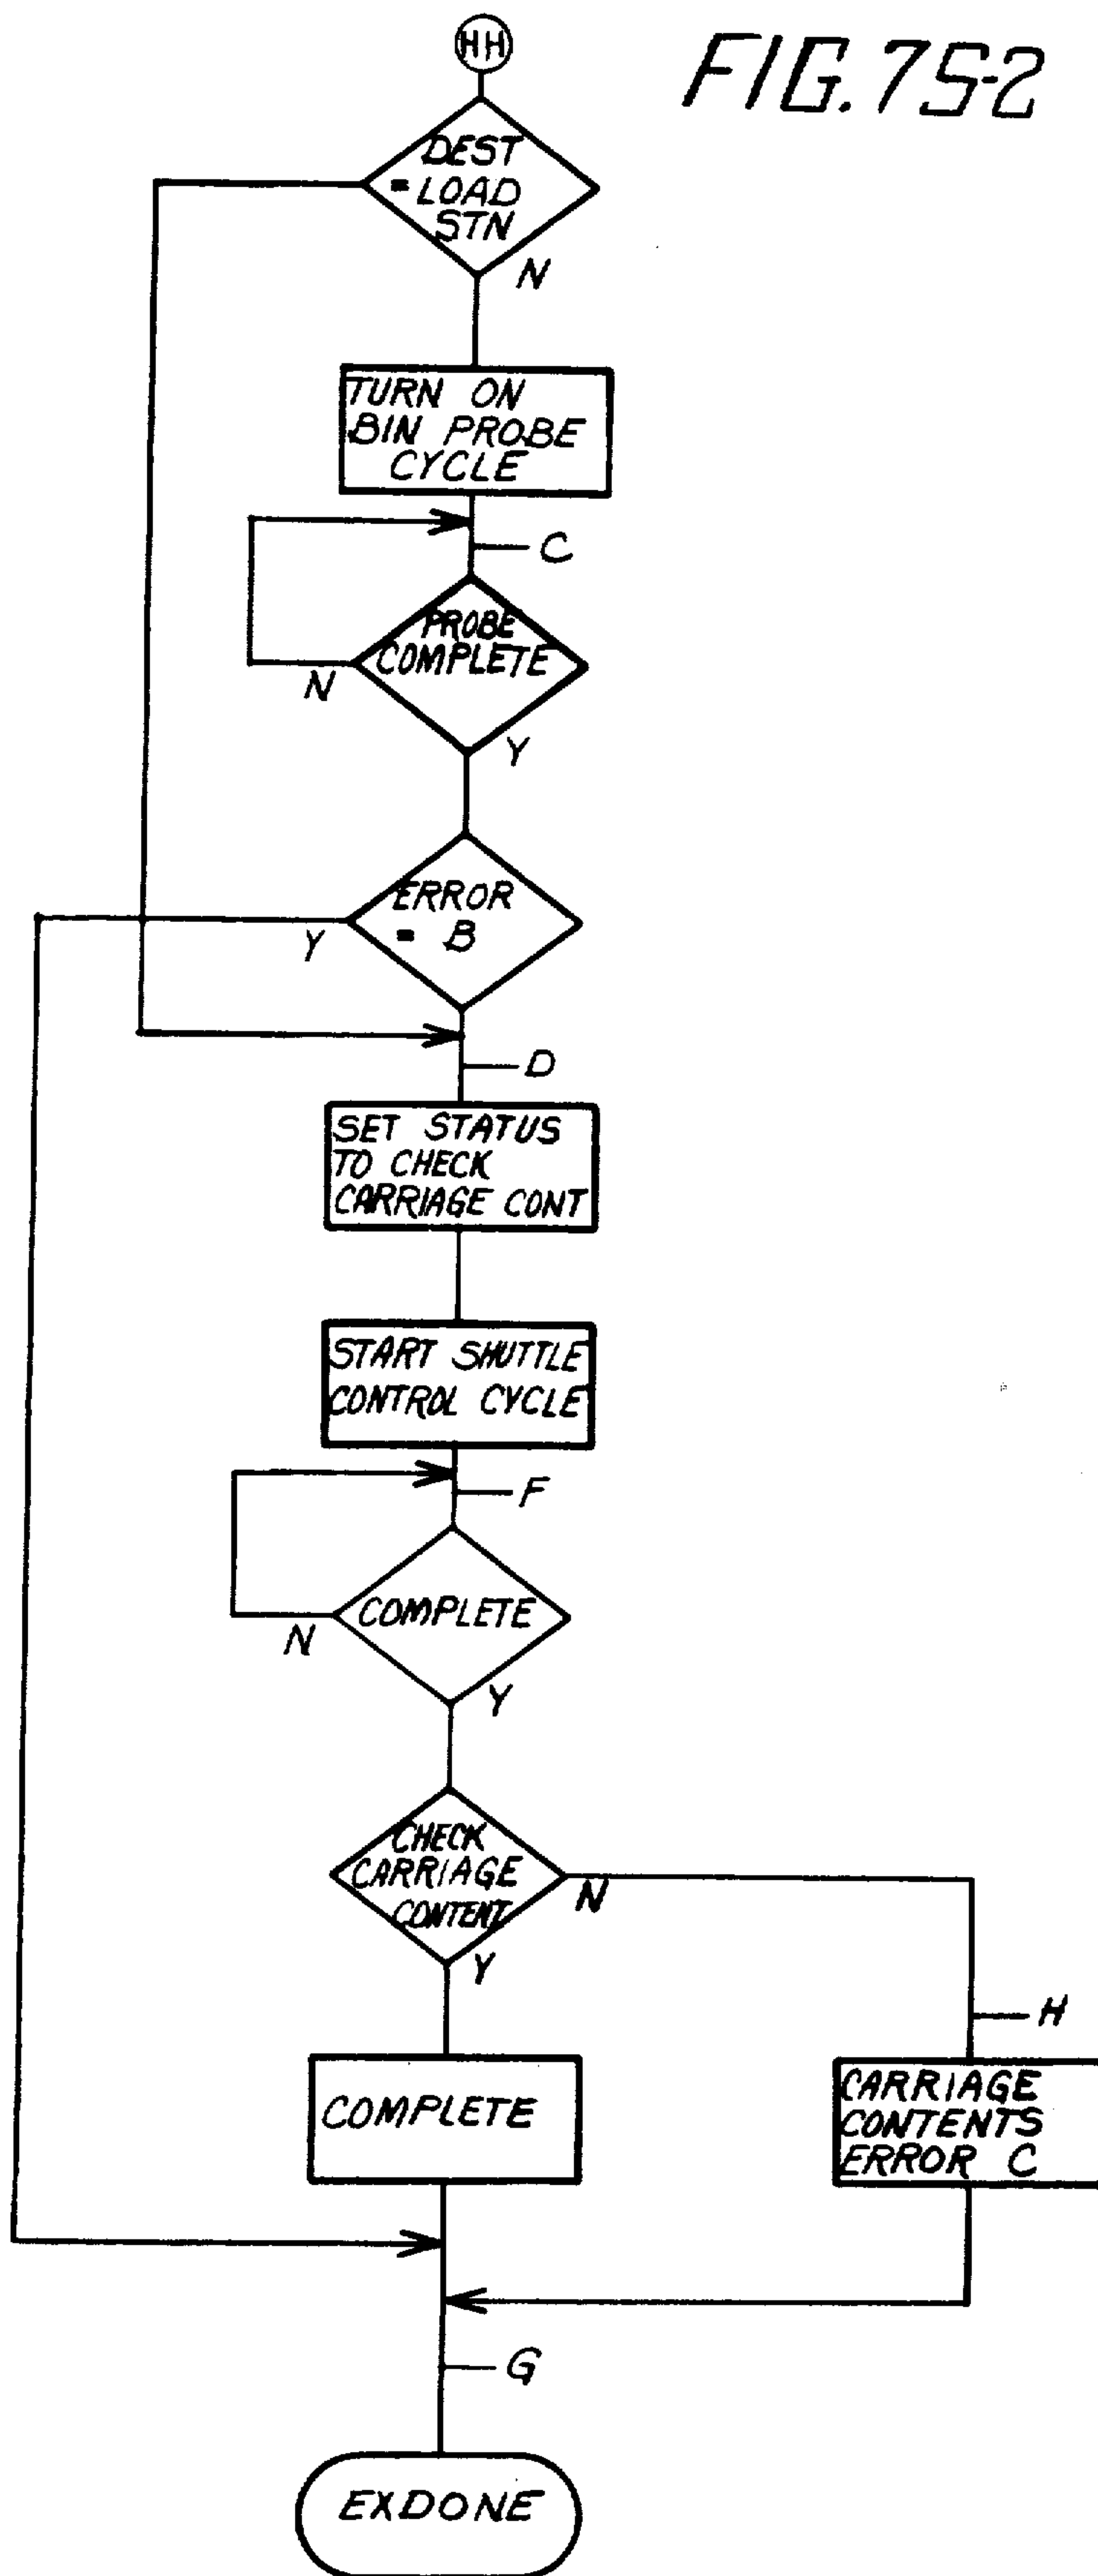 HH
FIG. 7S-2
DEST
= LOAD
STN
N
TURN ON
BIN PROBE
CYCLE
C
PROBE
COMPLETE
N
Y
ERROR
= B
Y
D
SET STATUS
TO CHECK
CARRIAGE CONT
START SHUTTLE
CONTROL CYCLE
F
COMPLETE
N
Y
CHECK
CARRIAGE
CONTENT
N
Y
H
COMPLETE
CARRIAGE
CONTENTS
ERROR C
G
EXDONE